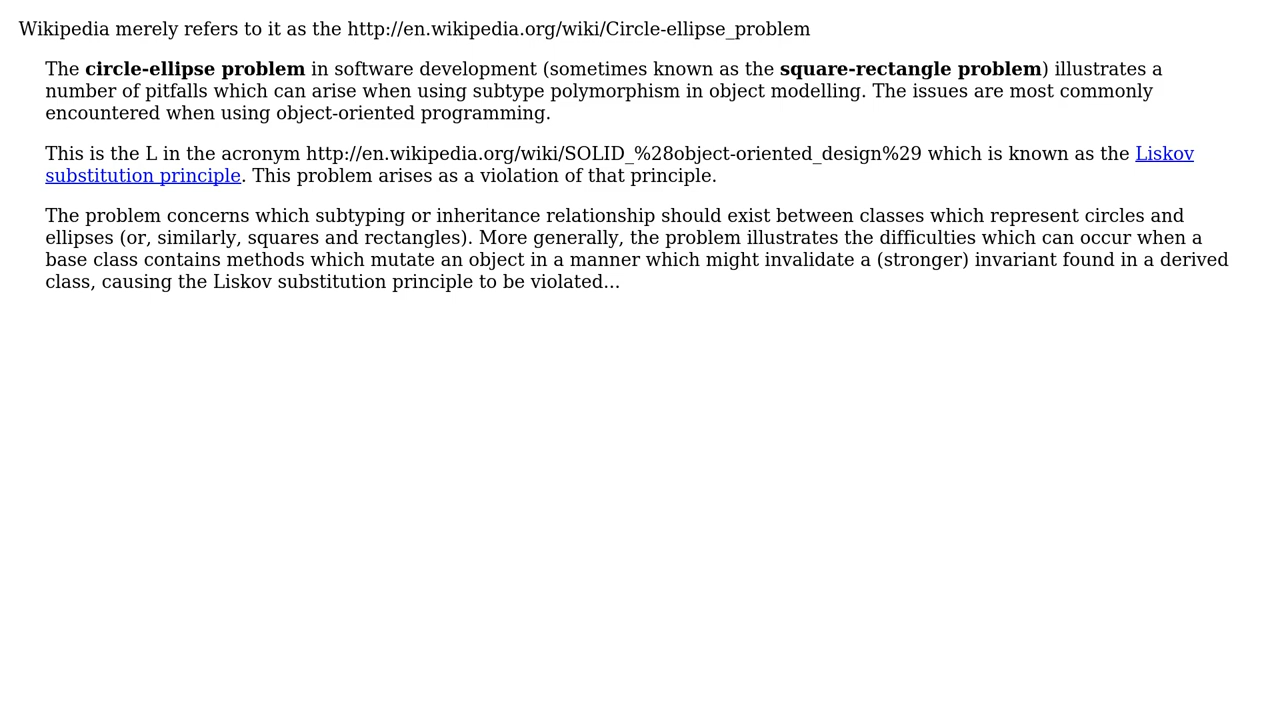 Wikipedia merely refers to it as the http://en.wikipedia.org/wiki/Circle-ellipse_problem
The circle-ellipse problem in software development (sometimes known as the square-rectangle problem) illustrates a
number of pitfalls which can arise when using subtype polymorphism in object modelling. The issues are most commonly
encountered when using object-oriented programming.
This is the L in the acronym http://en.wikipedia.org/wiki/SOLID_%28object-oriented_design%29 which is known as the Liskov
substitution principle. This problem arises as a violation of that principle.
The problem concerns which subtyping or inheritance relationship should exist between classes which represent circles and
ellipses (or, similarly, squares and rectangles). More generally, the problem illustrates the difficulties which can occur when a
base class contains methods which mutate an object in a manner which might invalidate a (stronger) invariant found in a derived
class, causing the Liskov substitution principle to be violated...